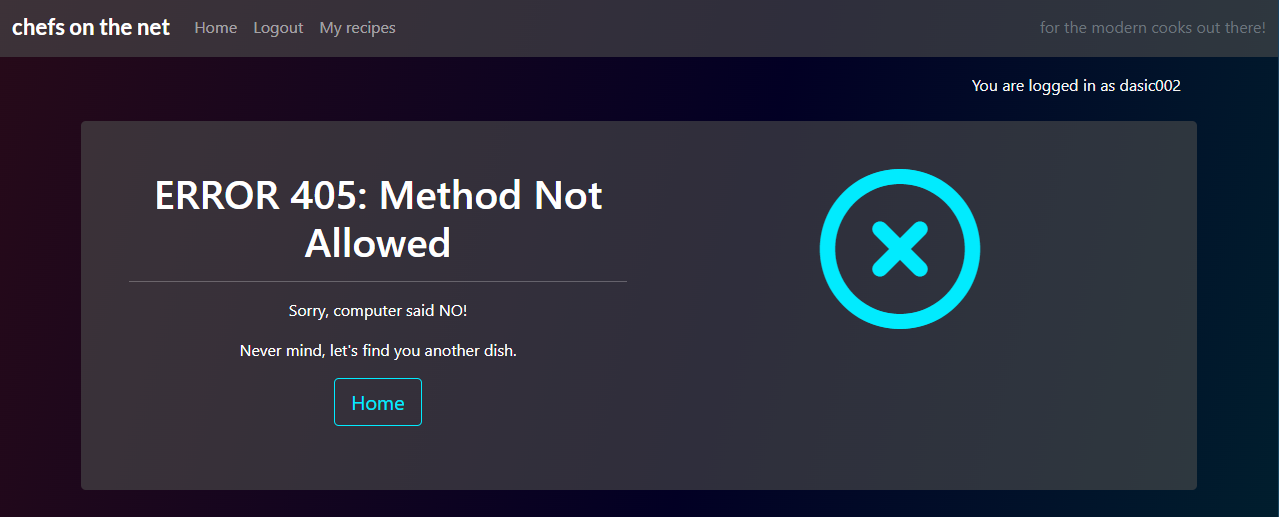 chefs on the net Home Logout My recipes for the modern cooks out there!
You are logged in as dasic002
ERROR 405: Method Not
Allowed
Sorry, computer said NO!
Never mind, let's find you another dish.
Home